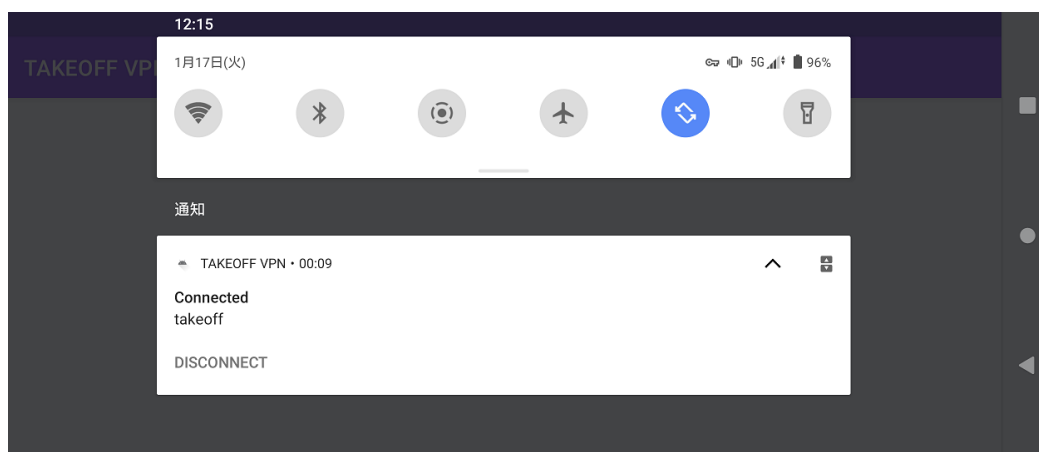 12:15
TAKEOFF VP
1月17日(火)
5G
96%
通知
TAKEOFF VPN • 00:09
Connected
takeoff
DISCONNECT